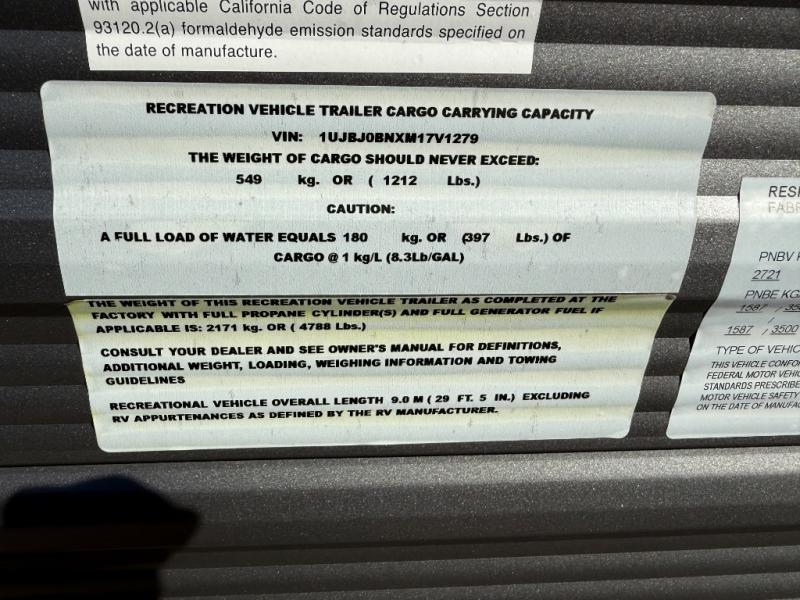 with applicable California Code of Regulations Section
93120.2(a) formaldehyde emission standards specified on
the date of manufacture.
RECREATION VEHICLE TRAILER CARGO CARRYING CAPACITY
VIN: 1UJBJ0BNXM17V1279
THE WEIGHT OF CARGO SHOULD NEVER EXCEED:
549 kg. OR ( 1212 Lbs.)
CAUTION:
A FULL LOAD OF WATER EQUALS 180 kg. OR (397 Lbs.) OF
CARGO @ 1 kg/L (8.3Lb/GAL)
THE WEIGHT OF THIS RECREATION VEHICLE TRAILER AS COMPLETED AT THE
FACTORY WITH FULL PROPANE CYLINDER(S) AND FULL GENERATOR FUEL IF
APPLICABLE IS: 2171 kg. OR ( 4788 Lbs.)
CONSULT YOUR DEALER AND SEE OWNER'S MANUAL FOR DEFINITIONS,
ADDITIONAL WEIGHT, LOADING, WEIGHING INFORMATION AND TOWING
GUIDELINES
RECREATIONAL VEHICLE OVERALL LENGTH 9.0 M ( 29 FT. 5 IN.) EXCLUDING
RV APPURTENANCES AS DEFINED BY THE RV MANUFACTURER.
RES
FABR
PNBV
2721
PNBE KG
1587 / 35
1587 / 3500
TYPE OF VEHIC
THIS VEHICLE CONFO
FEDERAL MOTOR VEHIC
STANDARDS PRESCRIBE
MOTOR VEHICLE SAFETY
ON THE DATE OF MANUFAC